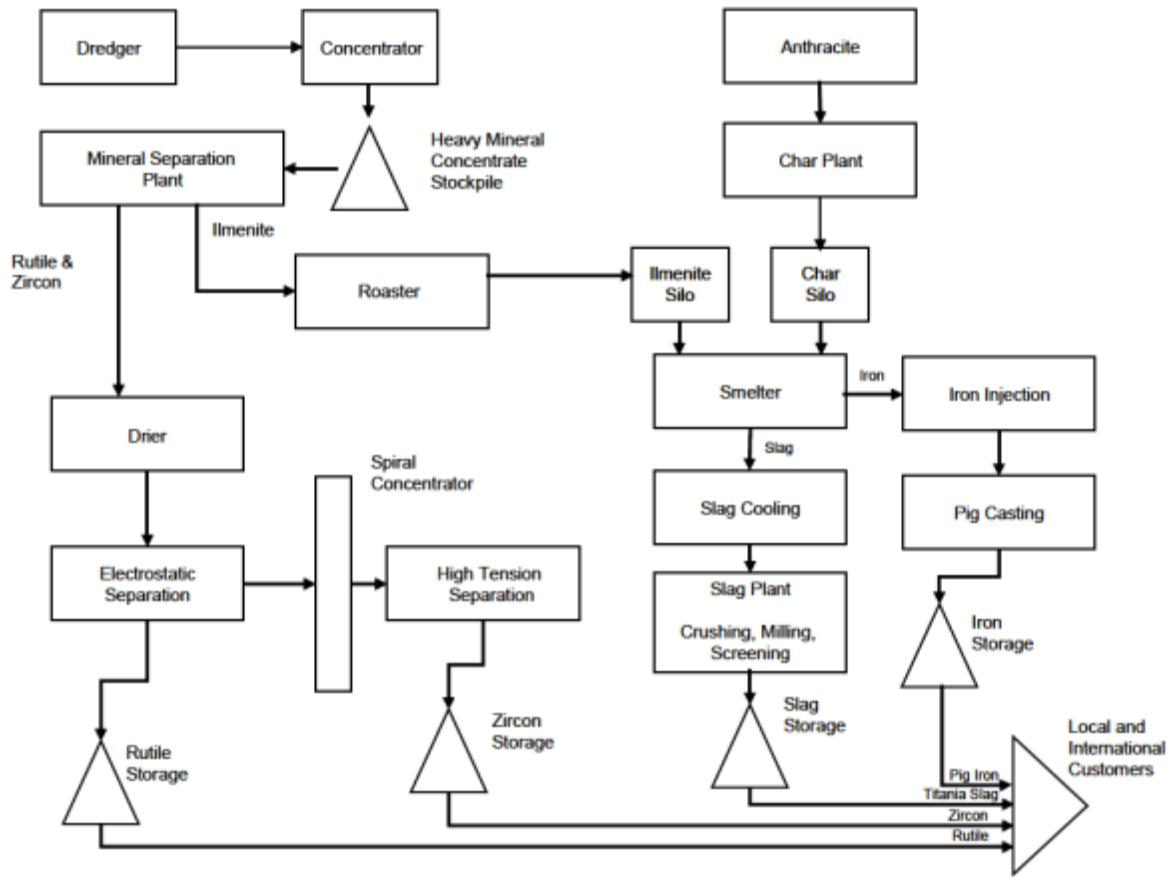 Dredger
Concentrator
Anthracite
Mineral Separation
Plant
Heavy Mineral
Concentrate
Stockpile
Char Plant
Ilmenite
Rutile &
Zircon
Roaster
Ilmenite
Silo
Char
Silo
Smelter
Iron
Iron Injection
Drier
Slag
Spiral
Concentrator
Slag Cooling
Pig Casting
Electrostatic
Separation
High Tension
Separation
Slag Plant
Crushing, Milling,
Screening
Iron
Storage
Rutile
Storage
Zircon
Storage
Slag
Storage
Local and
International
Customers
Pig Iron
Titania Slag
Zircon
Rutile